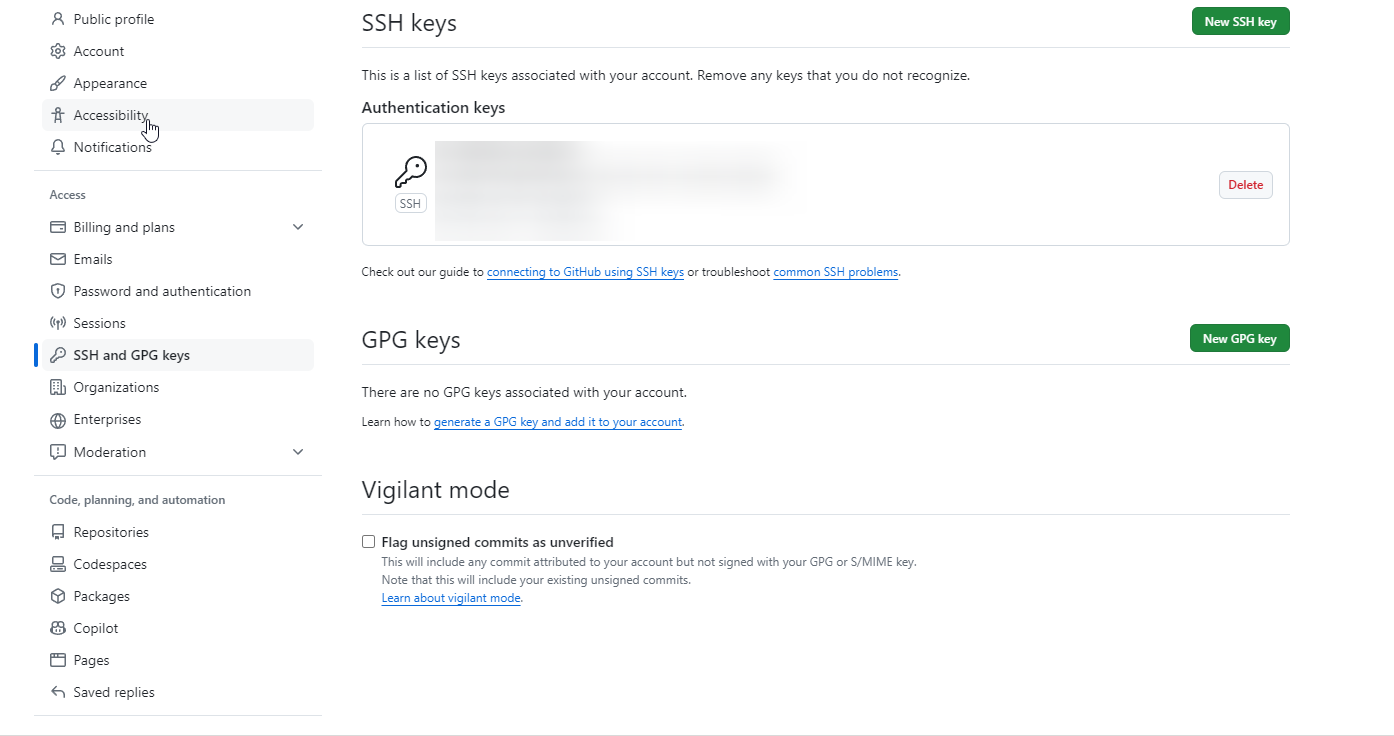 Public profile
Account
Appearance
Accessibility
Notifications
Access
Billing and plans
Emails
Password and authentication
Sessions
SSH and GPG keys
Organizations
Enterprises
Moderation
Code, planning, and automation
Repositories
Codespaces
Packages
Copilot
Pages
Saved replies
SSH keys
New SSH key
This is a list of SSH keys associated with your account. Remove any keys that you do not recognize.
Authentication keys
SSH
Delete
Check out our guide to connecting to GitHub using SSH keys or troubleshoot common SSH problems.
GPG keys
New GPG key
There are no GPG keys associated with your account.
Learn how to generate a GPG key and add it to your account.
Vigilant mode
Flag unsigned commits as unverified
This will include any commit attributed to your account but not signed with your GPG or S/MIME key.
Note that this will include your existing unsigned commits.
Learn about vigilant mode.